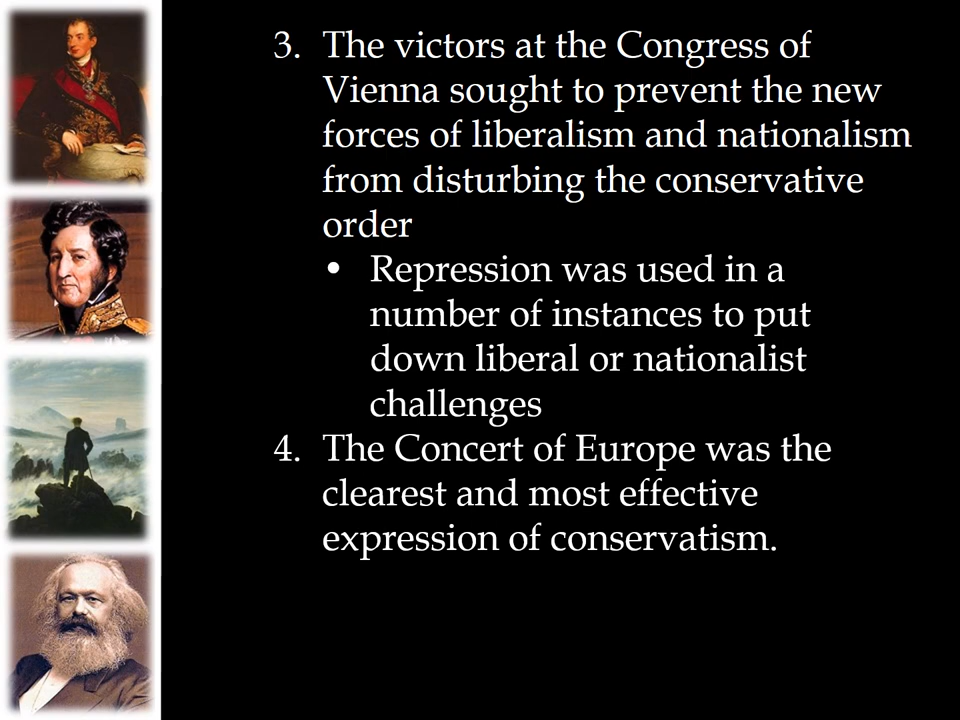 3. The victors at the Congress of
Vienna sought to prevent the new
forces of liberalism and nationalism
from disturbing the conservative
order
• Repression was used in a
number of instances to put
down liberal or nationalist
challenges
4. The Concert of Europe was the
clearest and most effective
expression of conservatism.